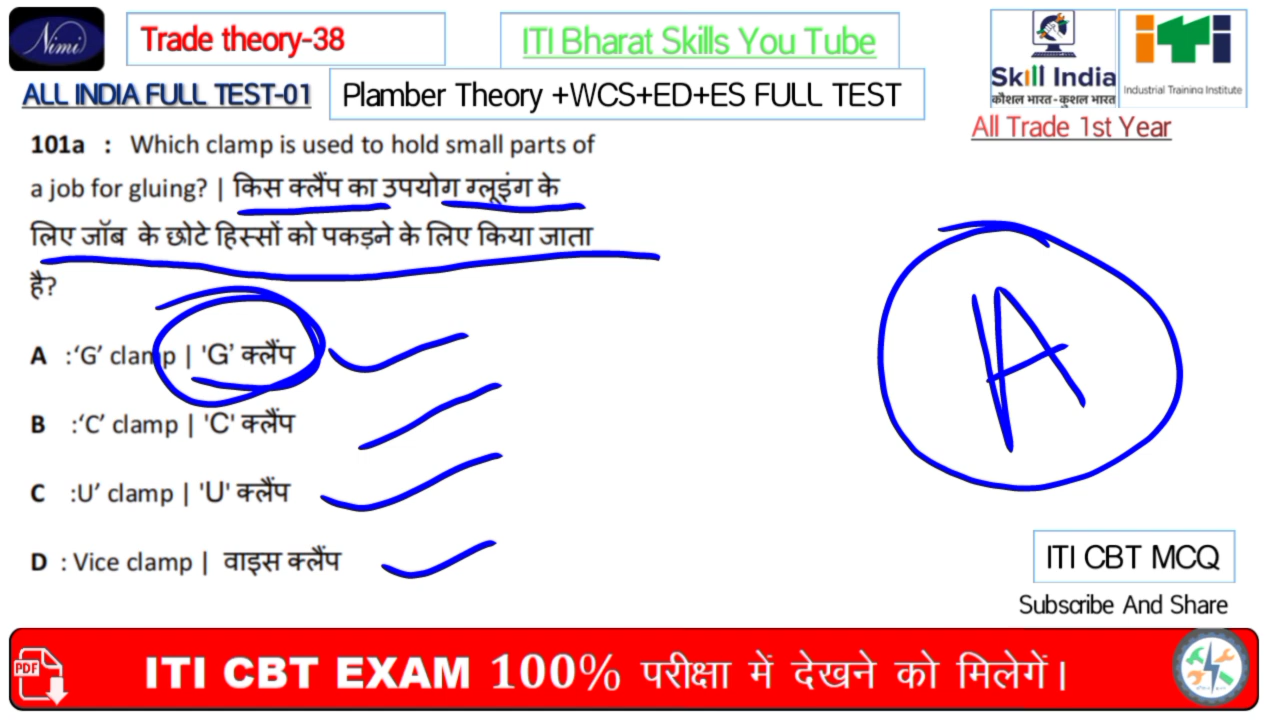 Nimi
Trade theory-38
ITI Bharat Skills You Tube
Skill India
कौशल भारत-कुशल भारत
iTi
Industrial Training Institute
ALL INDIA FULL TEST-01
Plamber Theory +WCS+ED+ES FULL TEST
All Trade 1st Year
101a : Which clamp is used to hold small parts of
a job for gluing? | किस क्लैंप का उपयोग ग्लूइंग के
लिए जॉब के छोटे हिस्सों को पकड़ने के लिए किया जाता
है?
A :‘G’ clamp | 'G’ क्लैंप
B :‘C’ clamp | 'C' क्लैंप
C :U’ clamp | 'U' क्लैंप
D : Vice clamp | वाइस क्लैंप
A
ITI CBT MCQ
Subscribe And Share
PDF
ITI CBT EXAM 100% परीक्षा में देखने को मिलेगें।